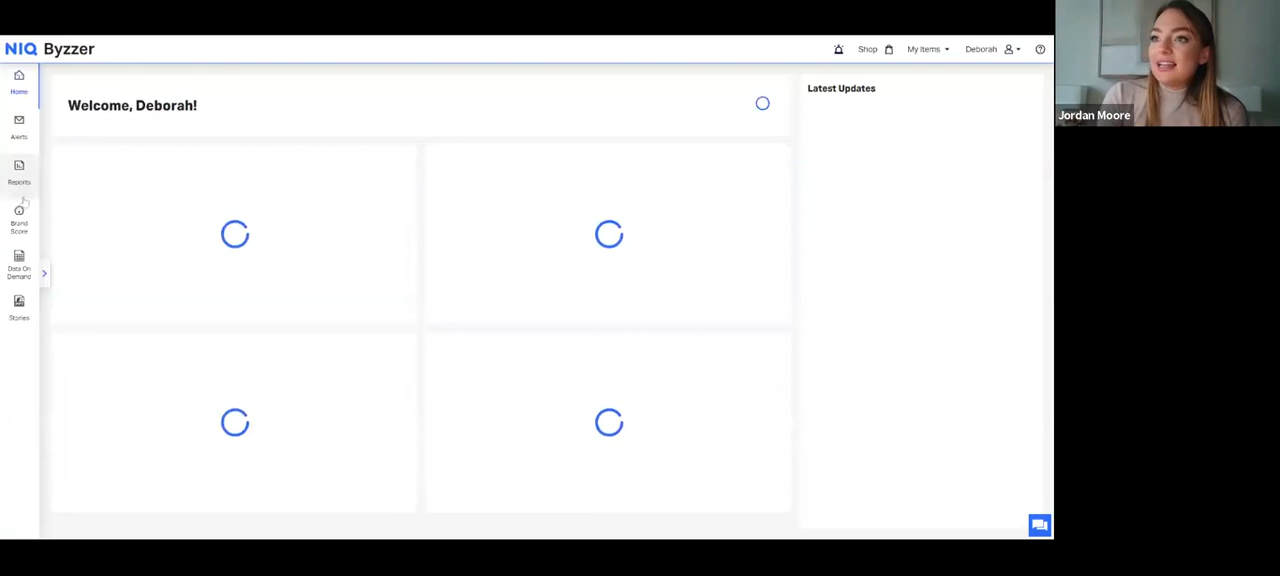 NIQ Byzzer
Shop
My Items
Deborah
Home
Alerts
Reports
Brand
Score
Data On
Demand
Stories
Welcome, Deborah!
Latest Updates
Jordan Moore